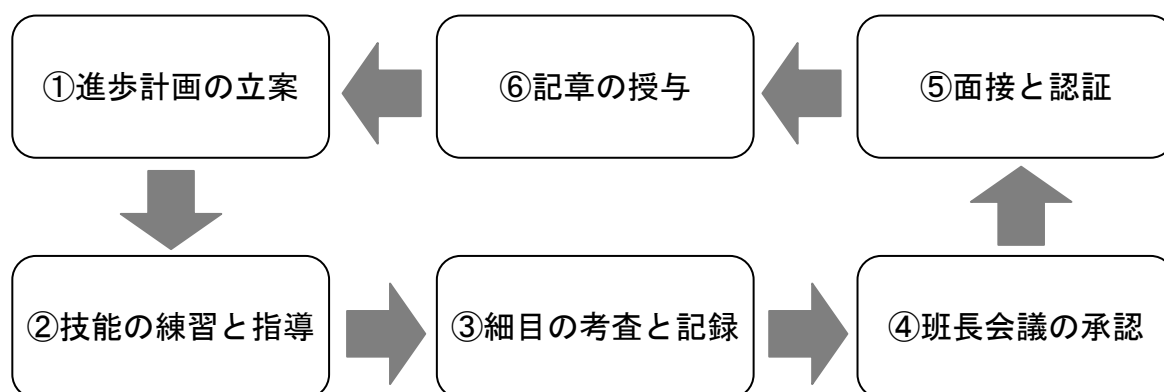 ①進歩計画の立案
⑥記章の授与
⑤面接と認証
②技能の練習と指導
③細目の考査と記録
④班長会議の承認